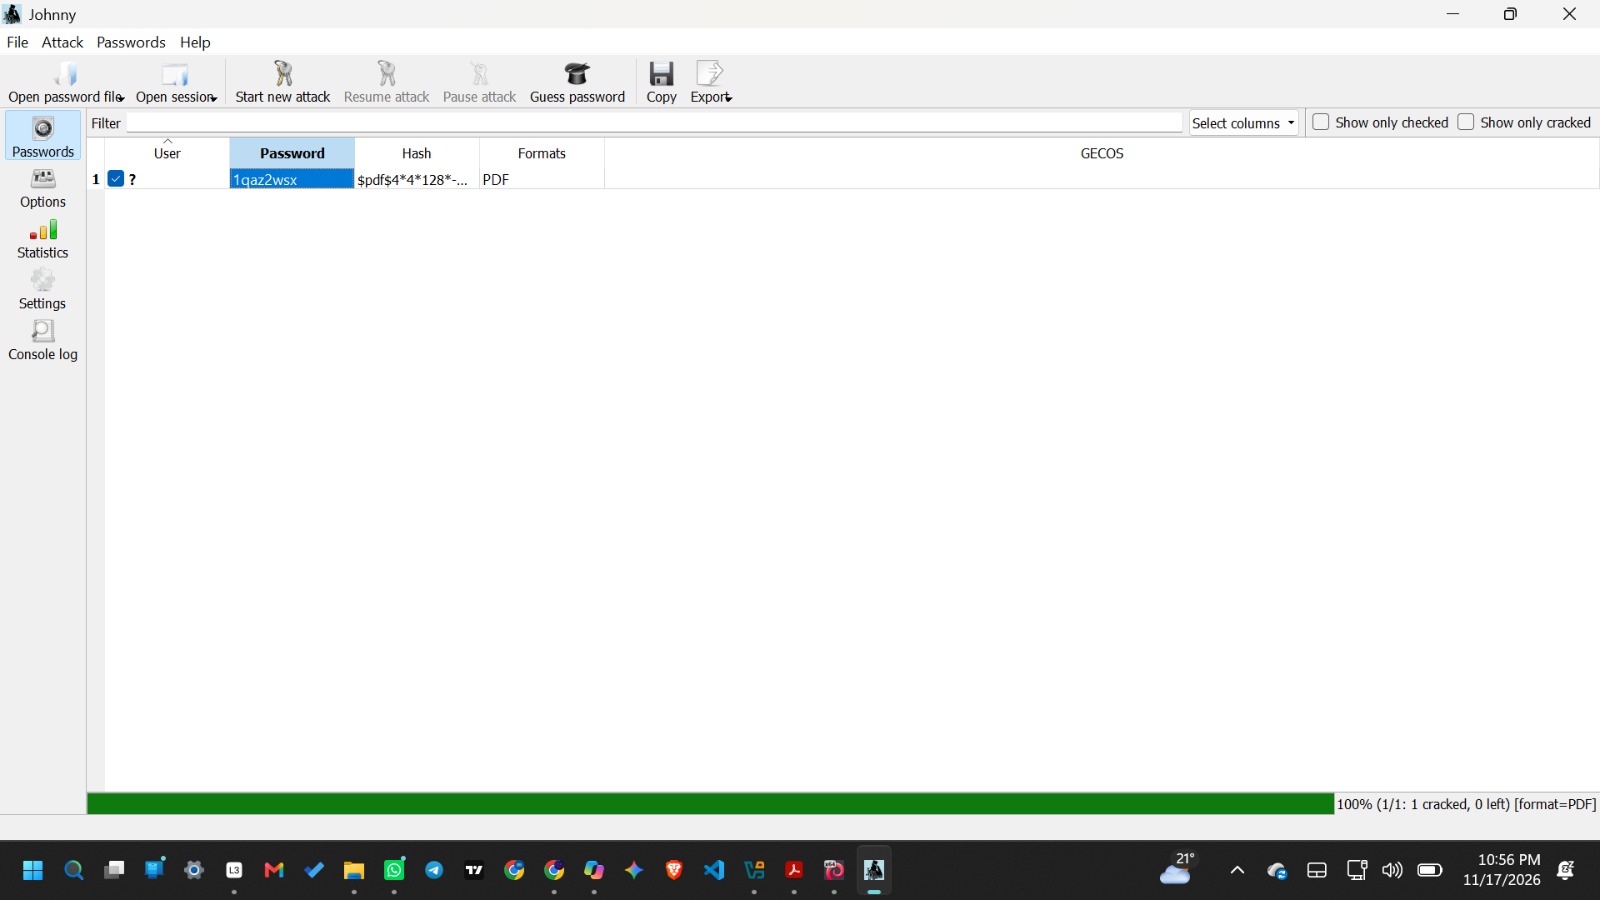 Johnny
File Attack Passwords Help
Open password file Open session Start new attack Resume attack Pause attack Guess password Copy Export
Passwords
Options
Statistics
Settings
Console log
Filter Select columns Show only checked Show only cracked
User Password Hash Formats GECOS
1 ? 1qaz2wsx $pdf$4*4*128*-... PDF
100% (1/1: 1 cracked, 0 left) [format=PDF]
L3
21°
10:56 PM
11/17/2026